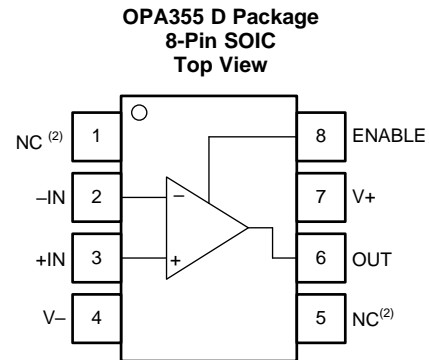 OPA355 D Package
8-Pin SOIC
Top View
NC (2) 1 8 ENABLE
–IN 2 − 7 V+
+IN 3 + 6 OUT
V– 4 5 NC(2)